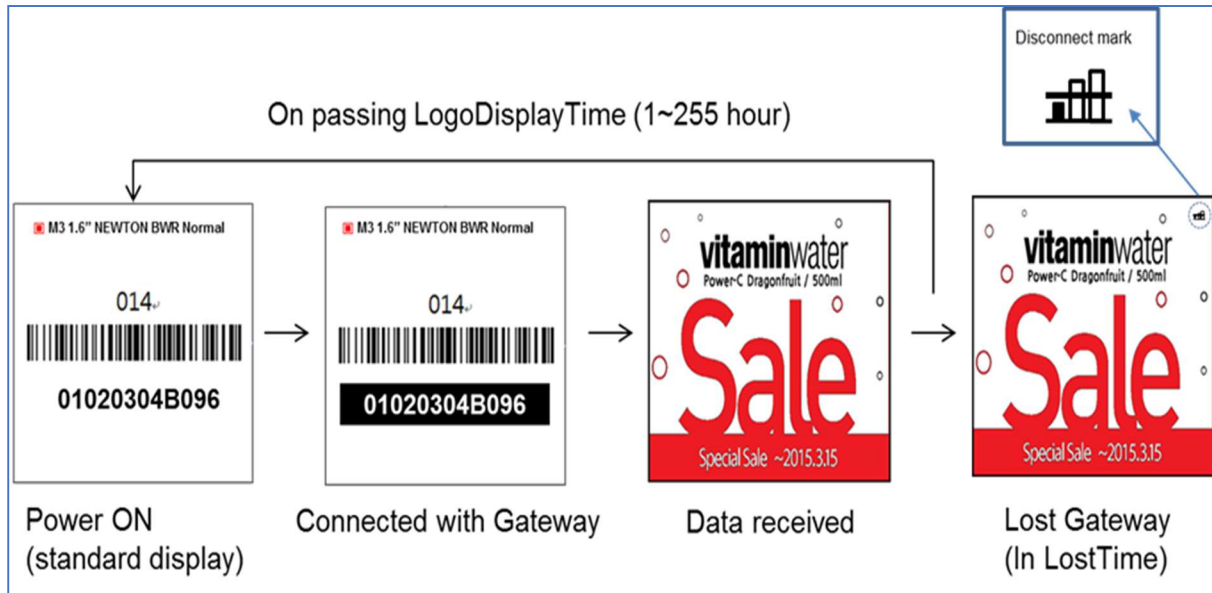 Disconnect mark
On passing LogoDisplayTime (1~255 hour)
M3 1.6" NEWTON BWR Normal
014
01020304B096
Power ON
(standard display)
M3 1.6" NEWTON BWR Normal
014
01020304B096
Connected with Gateway
vitaminwater
Power-C Dragonfruit / 500ml
Sale
Special Sale ~2015.3.15
Data received
vitaminwater
Power-C Dragonfruit / 500ml
Sale
Special Sale ~2015.3.15
Lost Gateway
(In LostTime)